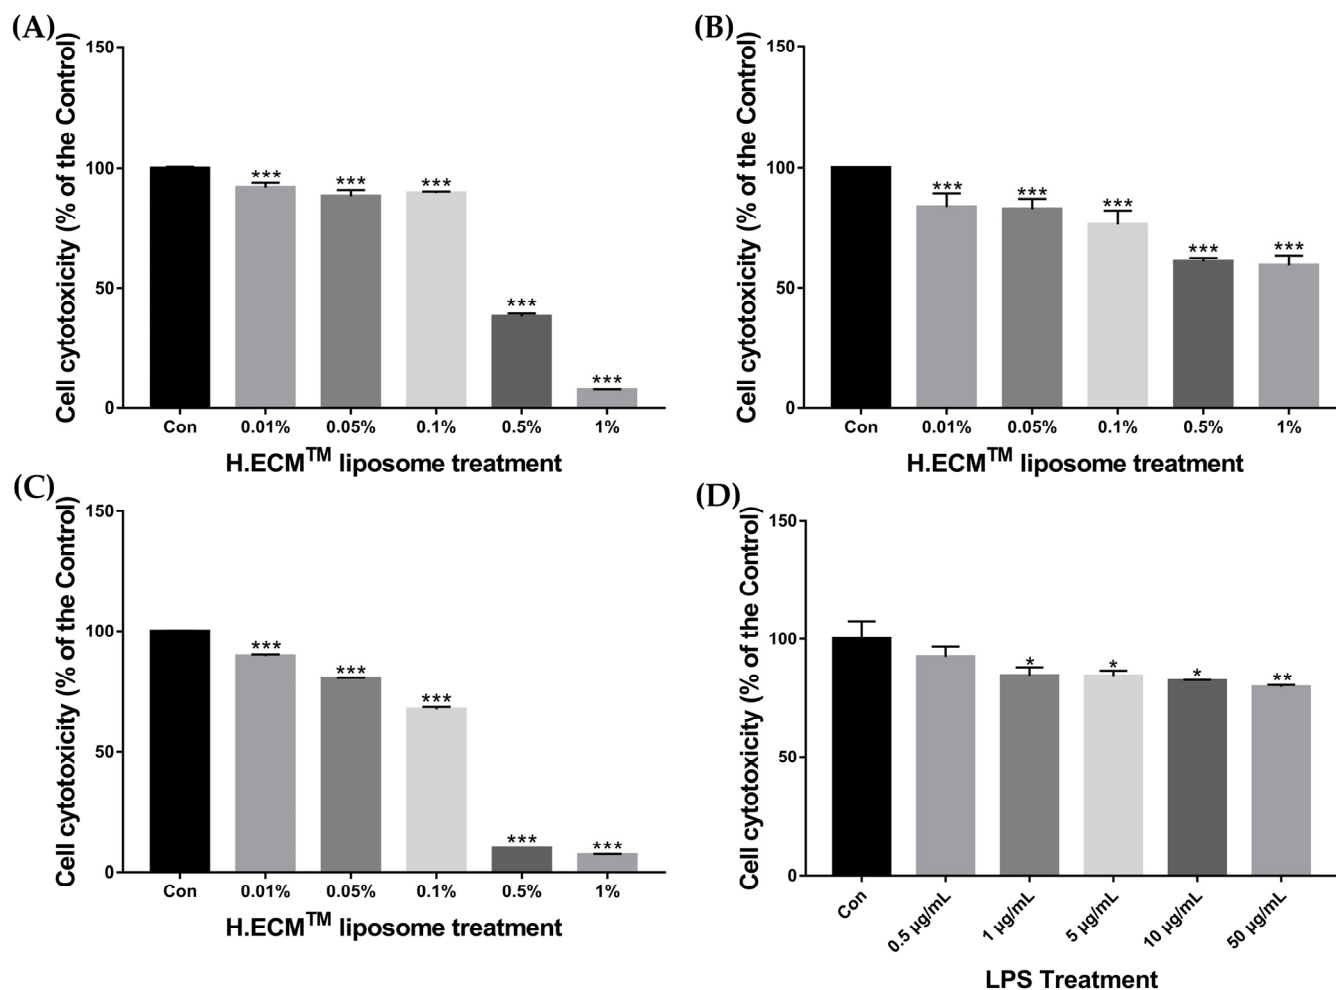 (A)
Cell cytotoxicity (% of the Control)
150
100
50
0
***
***
***
***
***
Con 0.01% 0.05% 0.1% 0.5% 1%
H.ECM™ liposome treatment
(B)
Cell cytotoxicity (% of the Control)
150
100
50
0
***
***
***
***
***
Con 0.01% 0.05% 0.1% 0.5% 1%
H.ECM™ liposome treatment
(C)
Cell cytotoxicity (% of the Control)
150
100
50
0
***
***
***
***
***
Con 0.01% 0.05% 0.1% 0.5% 1%
H.ECM™ liposome treatment
(D)
Cell cytotoxicity (% of the Control)
150
100
50
0
*
*
*
**
Con 0.5 µg/mL 1 µg/mL 5 µg/mL 10 µg/mL 50 µg/mL
LPS Treatment